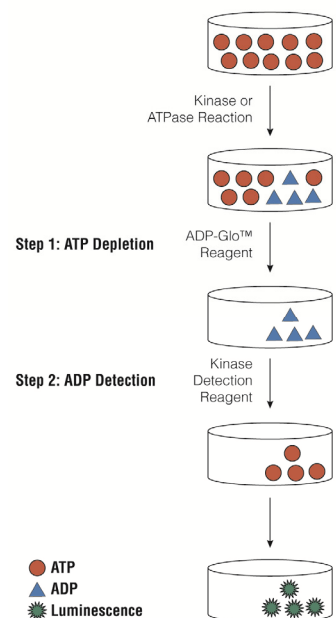 Kinase or
ATPase Reaction
Step 1: ATP Depletion
ADP-Glo™
Reagent
Step 2: ADP Detection
Kinase
Detection
Reagent
ATP
ADP
Luminescence